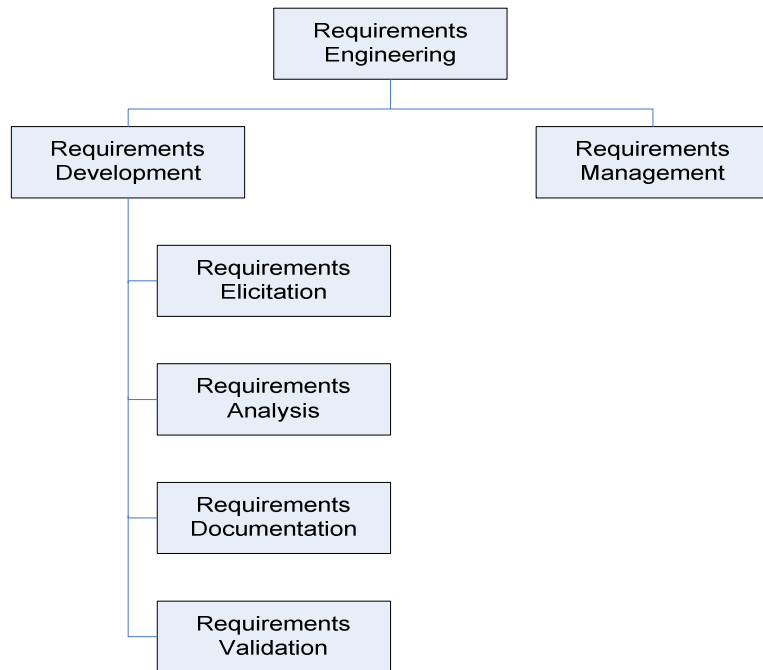 Requirements
Engineering
Requirements
Development
Requirements
Management
Requirements
Elicitation
Requirements
Analysis
Requirements
Documentation
Requirements
Validation